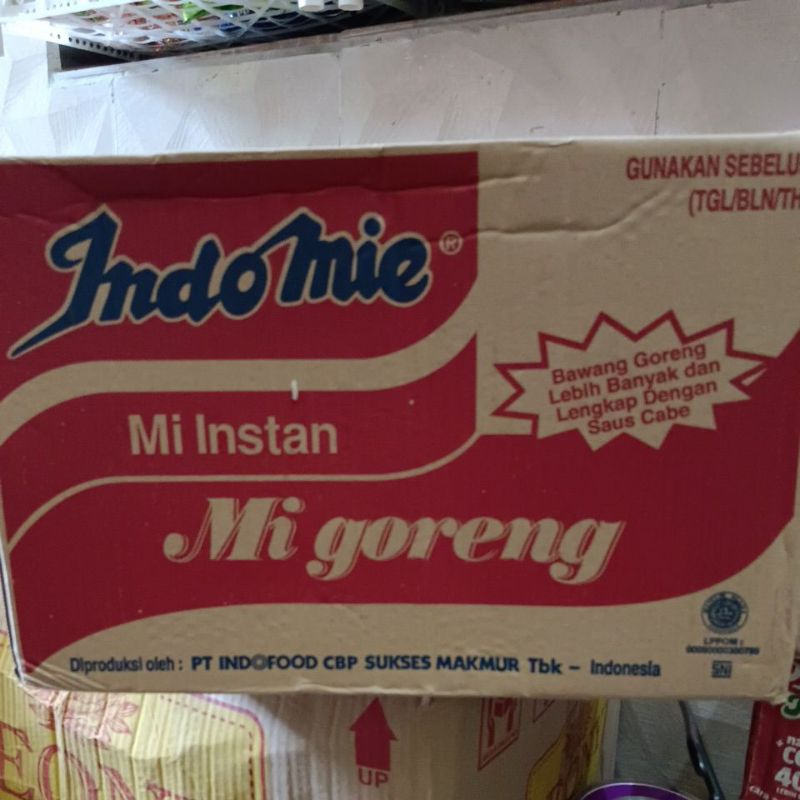 GUNAKAN SEBELU
(TGL/BLN/TH
Indomie®
Bawang Goreng
Lebih Banyak dan
Lengkap Dengan
Saus Cabe
Mi Instan
Mi goreng
LPPOM :
Diproduksi oleh : PT INDOFOOD CBP SUKSES MAKMUR Tbk – Indonesia
SNI
UP